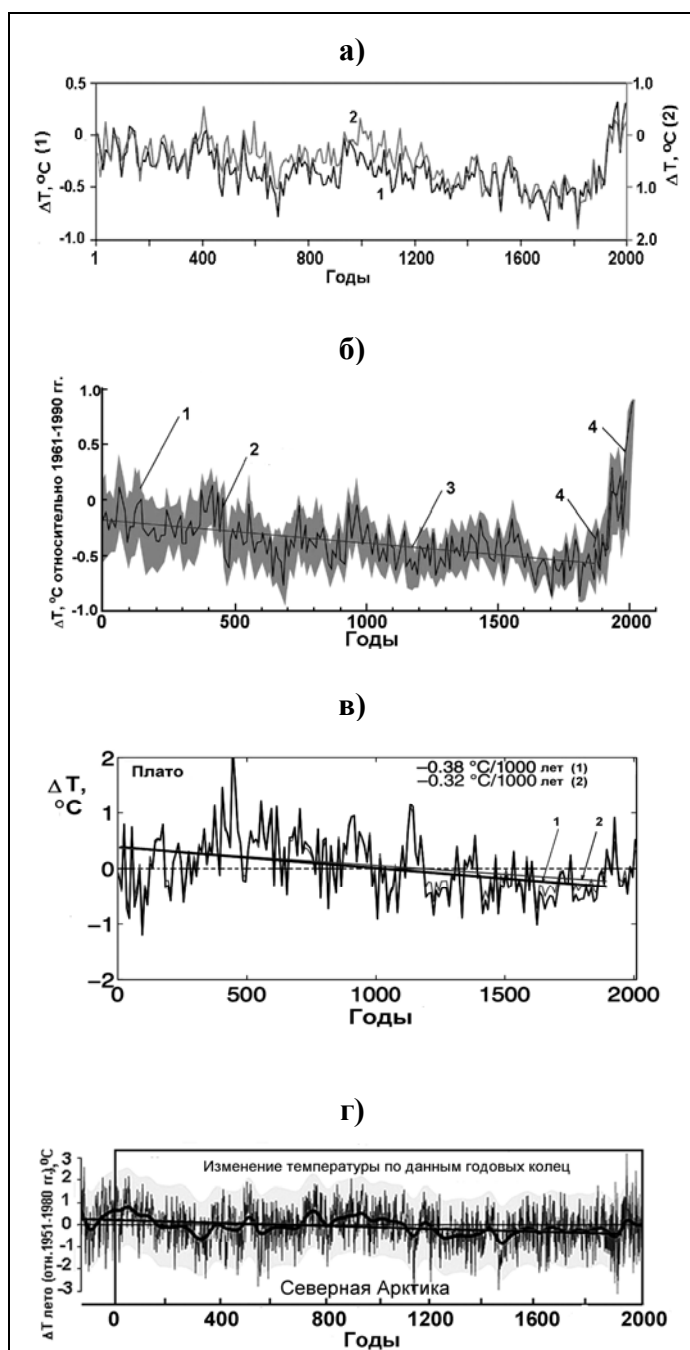 а)
0.5
0
-0.5
-1.0
ΔT, °C (1)
1.0
0
1.0
2.0
ΔT, °C (2)
2
1
1
400
800
1200
1600
2000
Годы
б)
ΔT, °C относительно 1961-1990 гг.
1.0
0.5
0
-0.5
-1.0
1
2
3
4
4
0
500
1000
1500
2000
Годы
в)
ΔT,
°C
2
1
0
−1
−2
Плато
−0.38 °C/1000 лет (1)
−0.32 °C/1000 лет (2)
1
2
0
500
1000
1500
2000
Годы
г)
ΔT лето (отн.1951-1980 гг.),°C
3
2
1
0
-1
-2
-3
Изменение температуры по данным годовых колец
Северная Арктика
0
400
800
1200
1600
2000
Годы